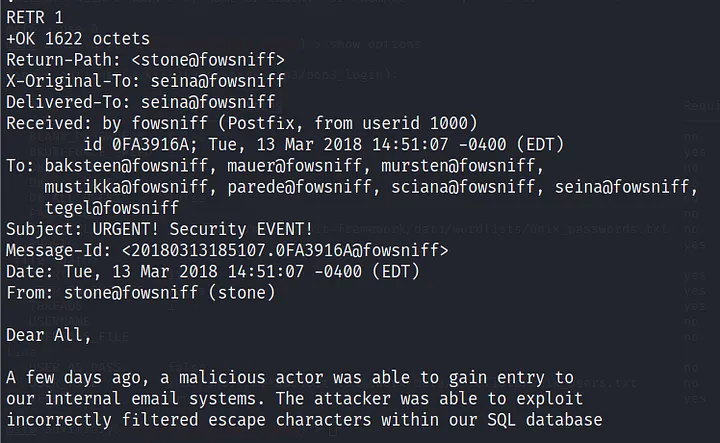 RETR 1
+OK 1622 octets
Return-Path: <stone@fowsniff>
X-Original-To: seina@fowsniff
Delivered-To: seina@fowsniff
Received: by fowsniff (Postfix, from userid 1000)
        id 0FA3916A; Tue, 13 Mar 2018 14:51:07 -0400 (EDT)
To: baksteen@fowsniff, mauer@fowsniff, mursten@fowsniff,
    mustikka@fowsniff, parede@fowsniff, sciana@fowsniff, seina@fowsniff,
    tegel@fowsniff
Subject: URGENT! Security EVENT!
Message-Id: <20180313185107.0FA3916A@fowsniff>
Date: Tue, 13 Mar 2018 14:51:07 -0400 (EDT)
From: stone@fowsniff (stone)

Dear All,

A few days ago, a malicious actor was able to gain entry to
our internal email systems. The attacker was able to exploit
incorrectly filtered escape characters within our SQL database